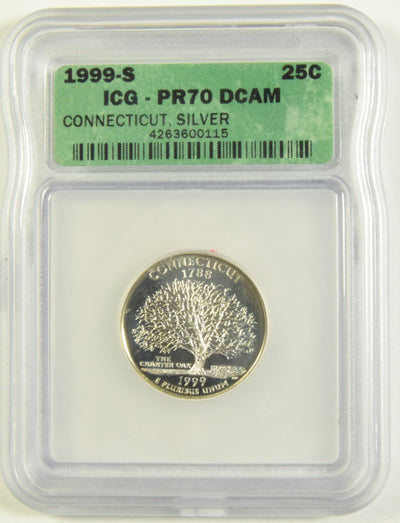 1999-S 25C
ICG - PR70 DCAM
CONNECTICUT, SILVER
4263600115
CONNECTICUT
1788
THE
CHARTER OAK
1999
E PLURIBUS UNUM